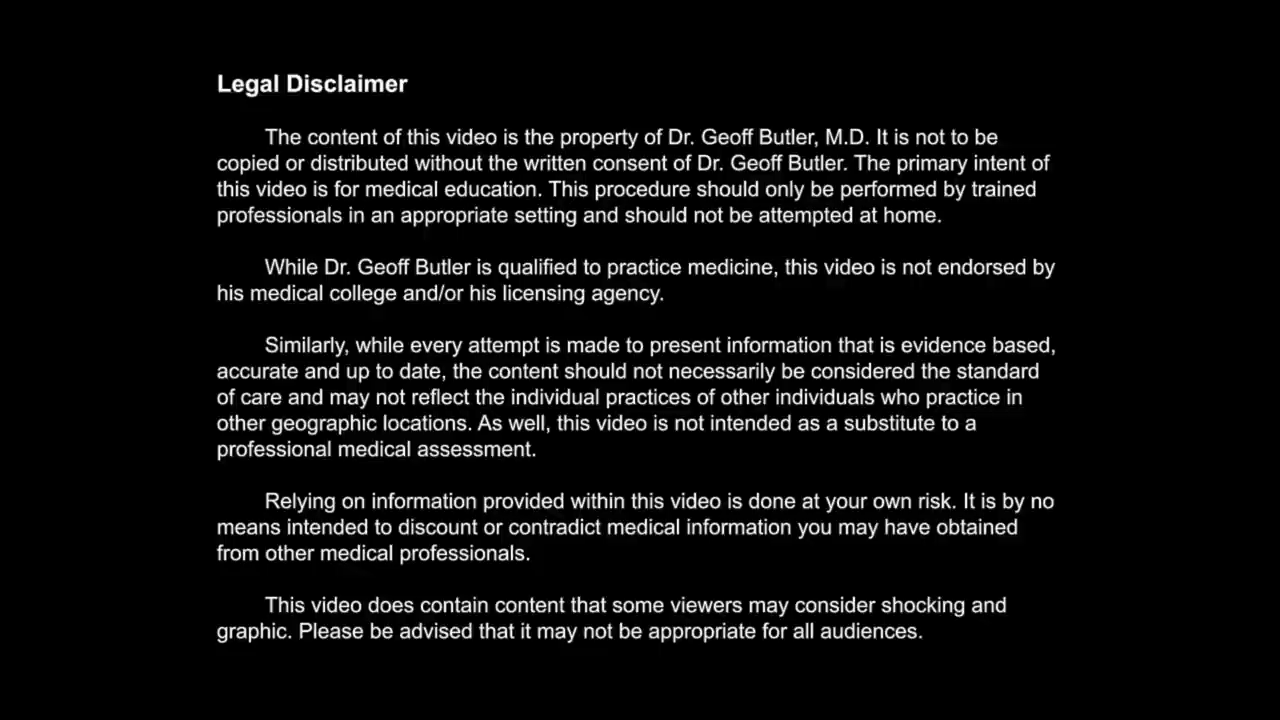 Legal Disclaimer
The content of this video is the property of Dr. Geoff Butler, M.D. It is not to be
copied or distributed without the written consent of Dr. Geoff Butler. The primary intent of
this video is for medical education. This procedure should only be performed by trained
professionals in an appropriate setting and should not be attempted at home.
While Dr. Geoff Butler is qualified to practice medicine, this video is not endorsed by
his medical college and/or his licensing agency.
Similarly, while every attempt is made to present information that is evidence based,
accurate and up to date, the content should not necessarily be considered the standard
of care and may not reflect the individual practices of other individuals who practice in
other geographic locations. As well, this video is not intended as a substitute to a
professional medical assessment.
Relying on information provided within this video is done at your own risk. It is by no
means intended to discount or contradict medical information you may have obtained
from other medical professionals.
This video does contain content that some viewers may consider shocking and
graphic. Please be advised that it may not be appropriate for all audiences.